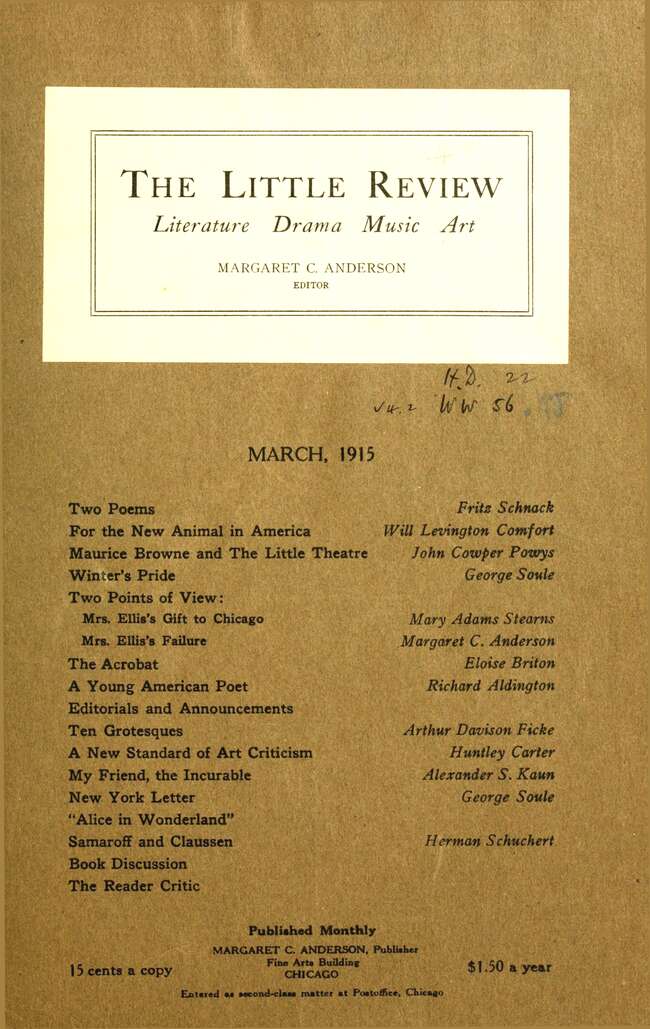 THE LITTLE REVIEW
Literature Drama Music Art
MARGARET C. ANDERSON
EDITOR
H.D. 22
WW 56
MARCH, 1915
Two Poems Fritz Schnack
For the New Animal in America Will Levington Comfort
Maurice Browne and The Little Theatre John Cowper Powys
Winter's Pride George Soule
Two Points of View:
Mrs. Ellis's Gift to Chicago Mary Adams Stearns
Mrs. Ellis's Failure Margaret C. Anderson
The Acrobat Eloise Briton
A Young American Poet Richard Aldington
Editorials and Announcements
Ten Grotesques Arthur Davison Ficke
A New Standard of Art Criticism Huntley Carter
My Friend, the Incurable Alexander S. Kaun
New York Letter George Soule
"Alice in Wonderland"
Samaroff and Claussen Herman Schuchert
Book Discussion
The Reader Critic
Published Monthly
MARGARET C. ANDERSON, Publisher
Fine Arts Building
CHICAGO
15 cents a copy $1.50 a year
Entered as second-class matter at Postoffice, Chicago